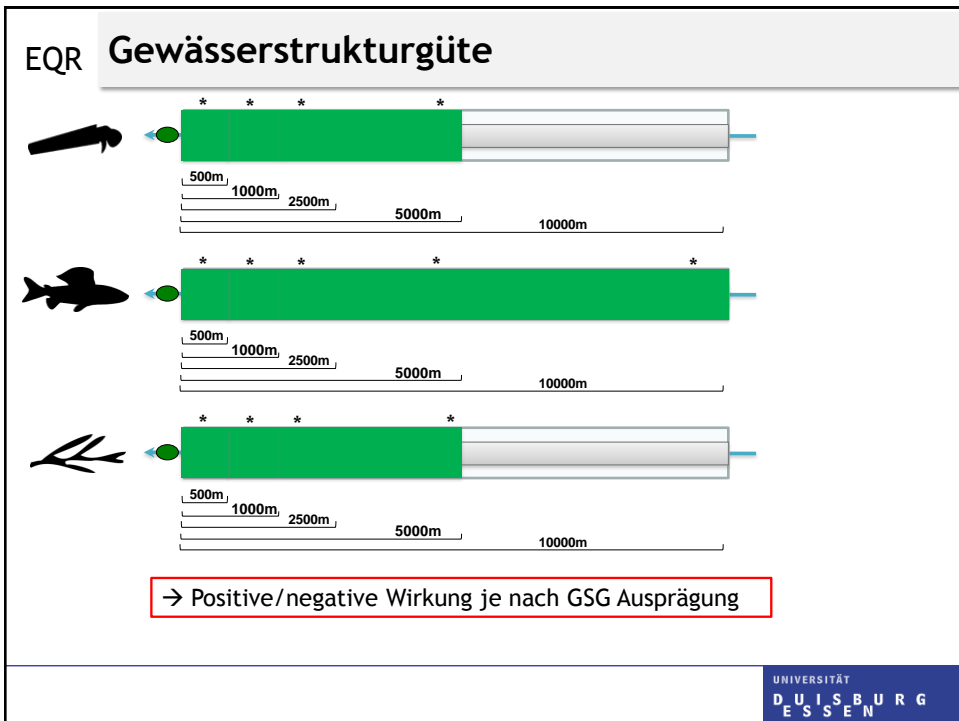 EQR Gewässerstrukturgüte
* * * *
500m
1000m
2500m
5000m
10000m
* * * * *
500m
1000m
2500m
5000m
10000m
* * * *
500m
1000m
2500m
5000m
10000m
→ Positive/negative Wirkung je nach GSG Ausprägung
UNIVERSITÄT
DUISBURG
ESSEN